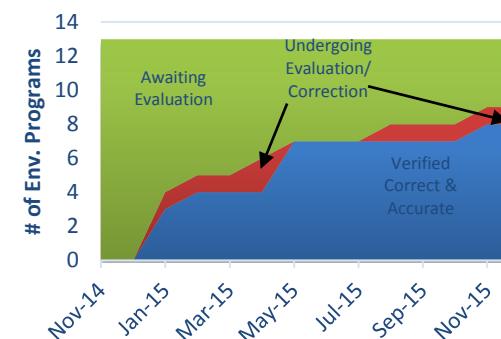 14
12
10
8
6
4
2
0
# of Env. Programs
Awaiting
Evaluation
Undergoing
Evaluation/
Correction
Verified
Correct &
Accurate
Nov-14
Jan-15
Mar-15
May-15
Jul-15
Sep-15
Nov-15